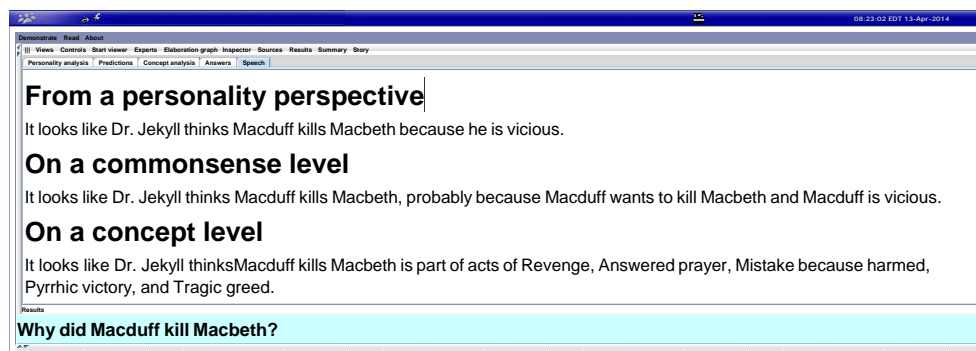 08:23:02 EDT 13-Apr-2014
Demonstrate Read About
Views Controls Start viewer Experts Elaboration graph Inspector Sources Results Summary Story
Personality analysis Predictions Concept analysis Answers Speech
From a personality perspective
It looks like Dr. Jekyll thinks Macduff kills Macbeth because he is vicious.
On a commonsense level
It looks like Dr. Jekyll thinks Macduff kills Macbeth, probably because Macduff wants to kill Macbeth and Macduff is vicious.
On a concept level
It looks like Dr. Jekyll thinksMacduff kills Macbeth is part of acts of Revenge, Answered prayer, Mistake because harmed,
Pyrrhic victory, and Tragic greed.
Results
Why did Macduff kill Macbeth?